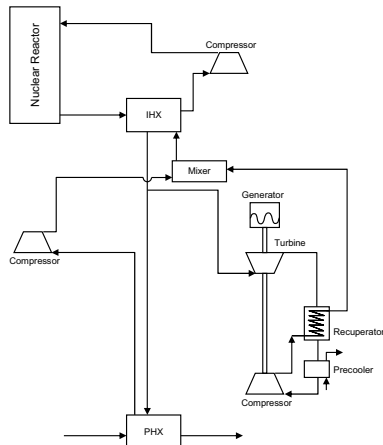 Nuclear Reactor
Compressor
IHX
Mixer
Generator
Turbine
Compressor
Recuperator
Precooler
Compressor
PHX